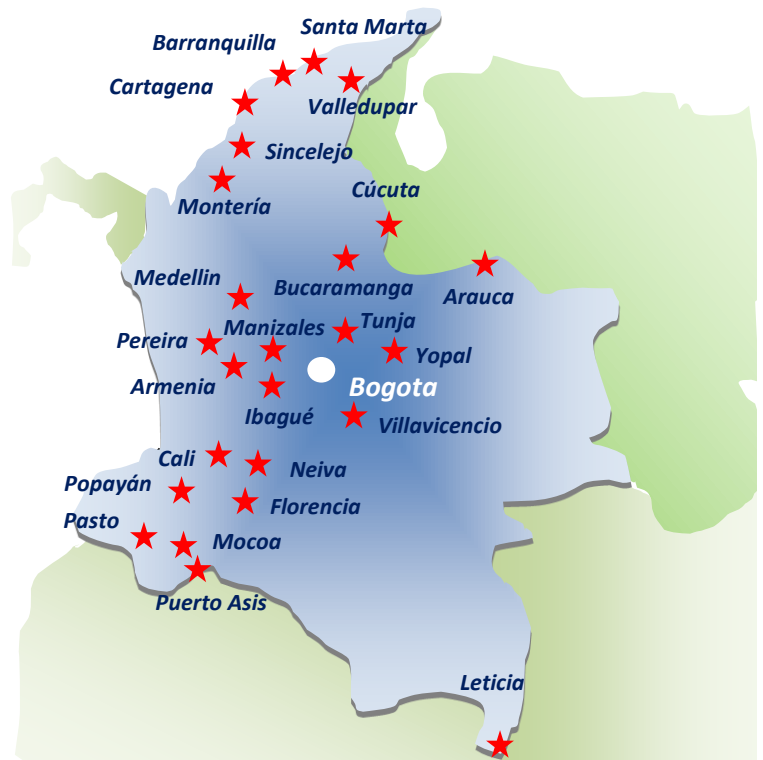 Santa Marta
Barranquilla
Cartagena
Valledupar
Sincelejo
Cúcuta
Montería
Medellin
Bucaramanga
Arauca
Tunja
Manizales
Pereira
Yopal
Armenia
Bogota
Ibagué
Villavicencio
Cali
Neiva
Popayán
Florencia
Pasto
Mocoa
Puerto Asis
Leticia